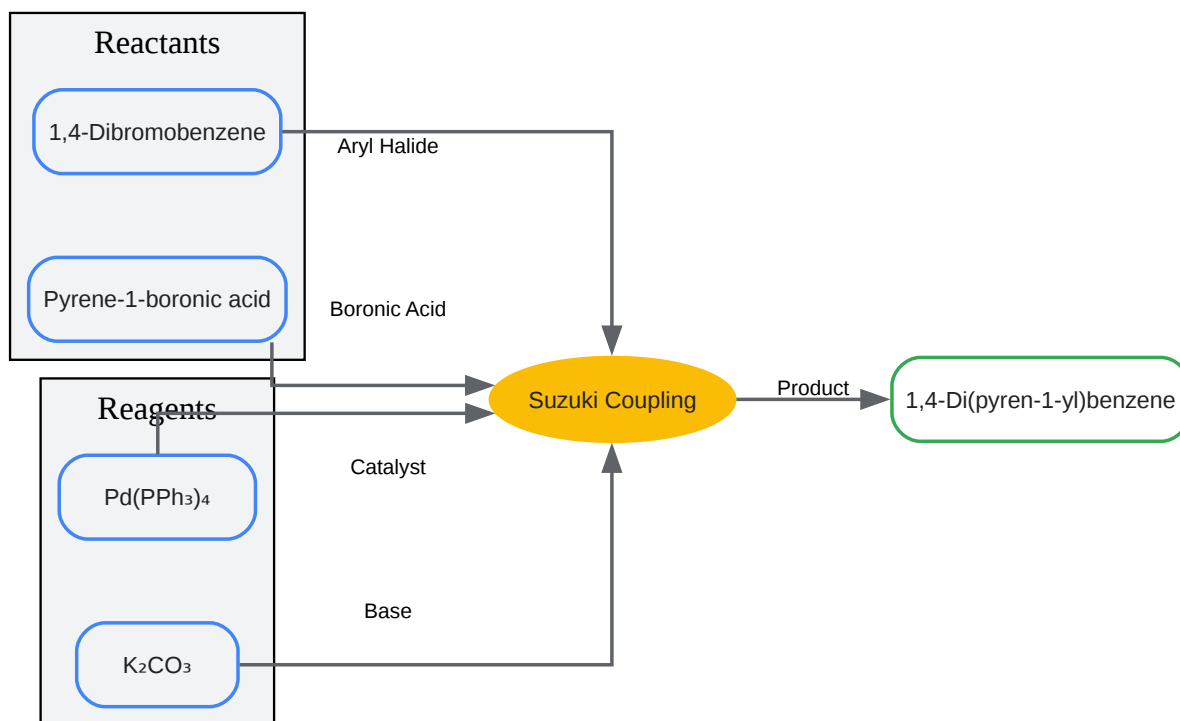 Reactants
1,4-Dibromobenzene
Aryl Halide
Pyrene-1-boronic acid
Boronic Acid
Suzuki Coupling
Product
1,4-Di(pyren-1-yl)benzene
Reagents
Catalyst
Pd(PPh₃)₄
Base
K₂CO₃